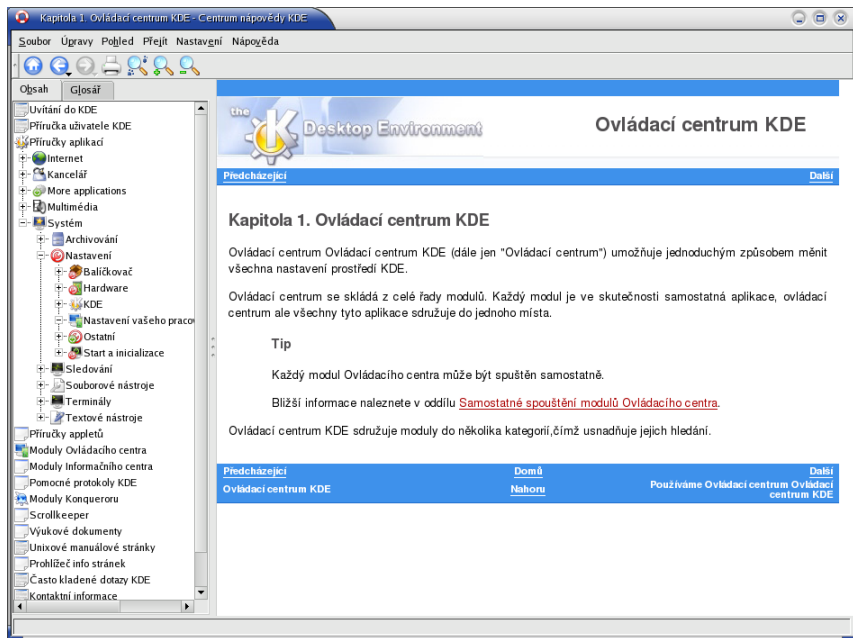 Kapitola 1. Ovládací centrum KDE - Centrum nápovědy KDE
Soubor Úpravy Pohled Přejít Nastavení Nápověda
Obsah Glosář
Uvítání do KDE
Příručka uživatele KDE
Příručky aplikací
Internet
Kancelář
More applications
Multimédia
Systém
Archivování
Nastavení
Balíčkovač
Hardware
KDE
Nastavení vašeho praco
Ostatní
Start a inicializace
Sledování
Souborové nástroje
Terminály
Textové nástroje
Příručky appletů
Moduly Ovládacího centra
Moduly Informačního centra
Pomocné protokoly KDE
Moduly Konqueroru
Scrollkeeper
Výukové dokumenty
Unixové manuálové stránky
Prohlížeč info stránek
Často kladené dotazy KDE
Kontaktní informace
the K Desktop Environment
Ovládací centrum KDE
Předcházející Další
Kapitola 1. Ovládací centrum KDE
Ovládací centrum Ovládací centrum KDE (dále jen "Ovládací centrum") umožňuje jednoduchým způsobem měnit
všechna nastavení prostředí KDE.
Ovládací centrum se skládá z celé řady modulů. Každý modul je ve skutečnosti samostatná aplikace, ovládací
centrum ale všechny tyto aplikace sdružuje do jednoho místa.
Tip
Každý modul Ovládacího centra může být spuštěn samostatně.
Bližší informace naleznete v oddílu Samostatné spouštění modulů Ovládacího centra.
Ovládací centrum KDE sdružuje moduly do několika kategorií,čímž usnadňuje jejich hledání.
Předcházející Domů Další
Ovládací centrum KDE Nahoru Používáme Ovládací centrum Ovládací
centrum KDE